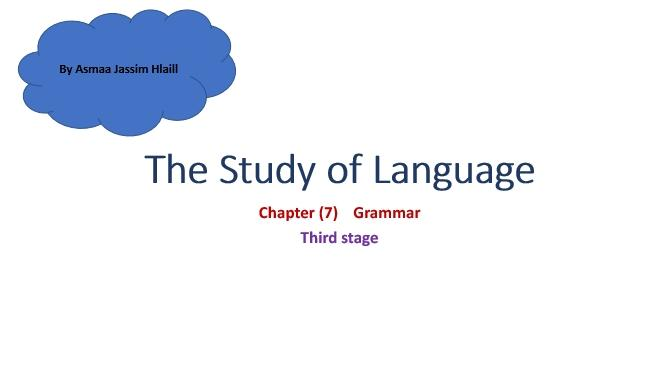 By Asmaa Jassim Hlaill
The Study of Language
Chapter (7) Grammar
Third stage